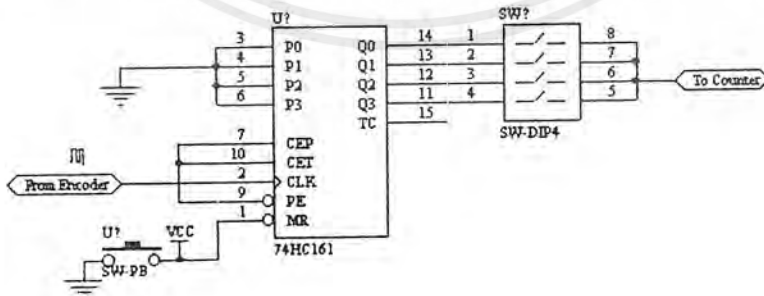 U?
SW?
3 P0 Q0 14 1 8
4 P1 Q1 13 2 7
5 P2 Q2 12 3 6
6 P3 Q3 11 4 5
TC 15
To Counter
SW-DIP4
7 CEP
10 CET
2 CLK
From Encoder
9 PE
1 MR
U? VCC
SW-PB
74HC161